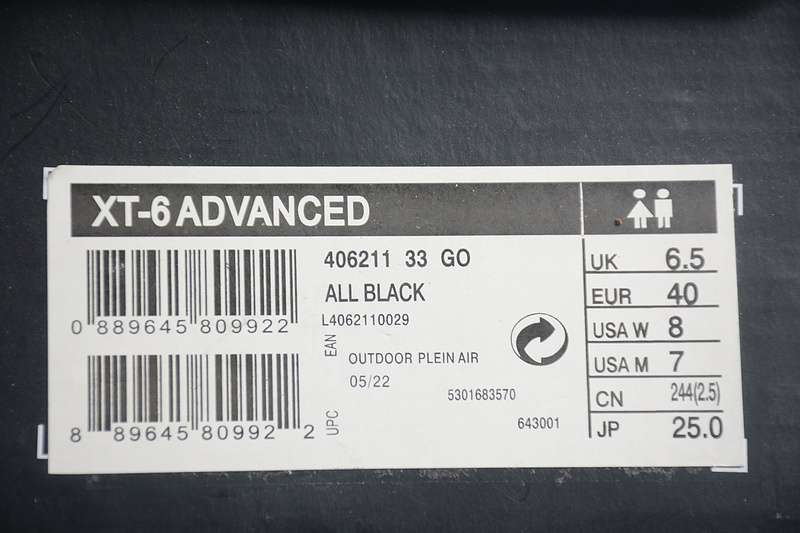 XT-6 ADVANCED
406211 33 GO
ALL BLACK
L4062110029
0 889645 809922
EAN
OUTDOOR PLEIN AIR
05/22
5301683570
8 89645 80992 2
UPC
643001
UK 6.5
EUR 40
USA W 8
USA M 7
CN 244(2.5)
JP 25.0